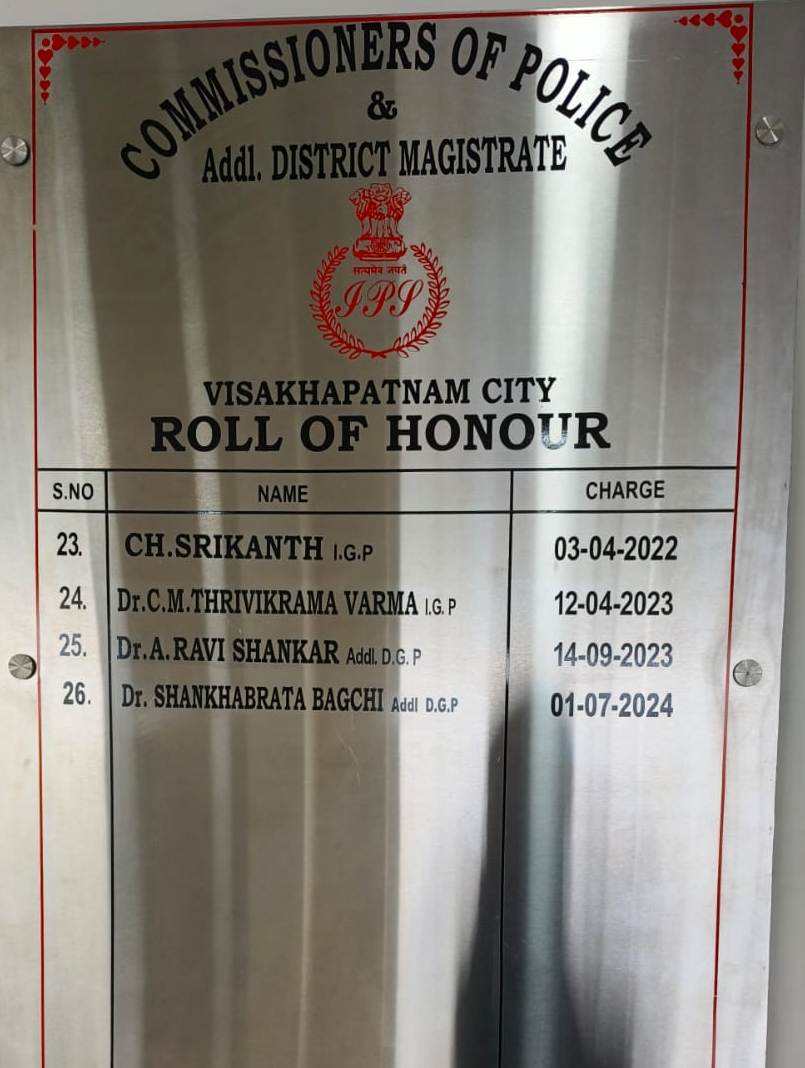 COMMISSIONERS OF POLICE
&
Addl. DISTRICT MAGISTRATE
सत्यमेव जयते
IPS
VISAKHAPATNAM CITY
ROLL OF HONOUR
S.NO NAME CHARGE
23. CH.SRIKANTH I.G.P 03-04-2022
24. Dr.C.M.THRIVIKRAMA VARMA I.G.P 12-04-2023
25. Dr.A.RAVI SHANKAR Addl. D.G.P 14-09-2023
26. Dr. SHANKHABRATA BAGCHI Addl D.G.P 01-07-2024